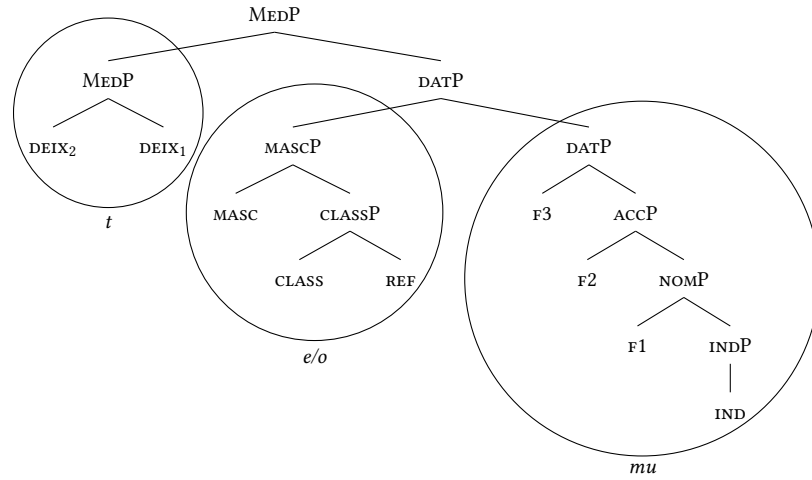 MEDP
MEDP DATP
DEIX₂ DEIX₁ MASCP DATP
t MASC CLASSP F3 ACCP
CLASS REF F2 NOMP
e/o F1 INDP
IND
mu